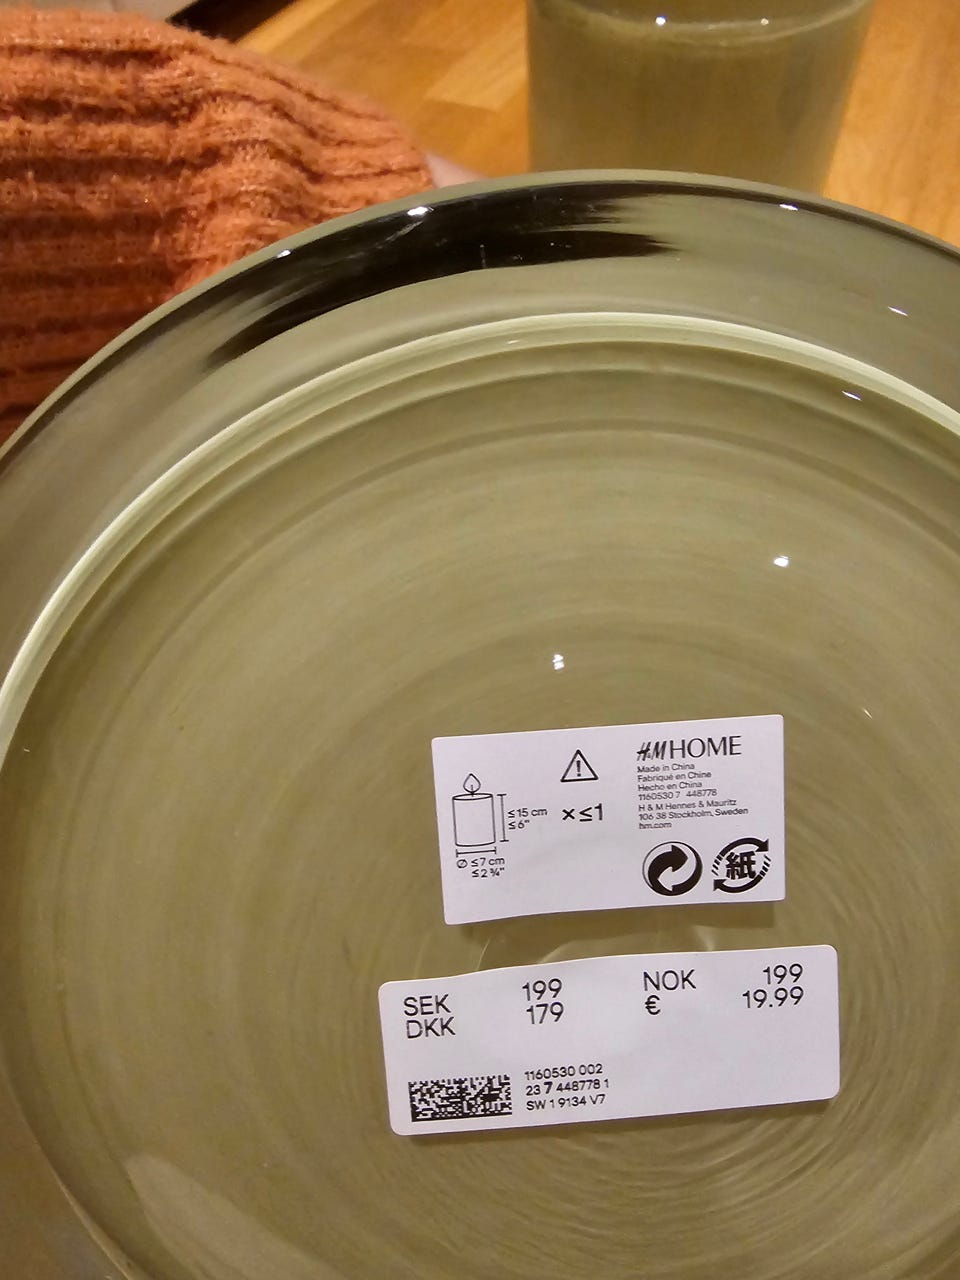 ≤15 cm
≤6"
Ø ≤7 cm
≤2 ¾"
×≤1
H&M HOME
Made in China
Fabriqué en Chine
Hecho en China
1160530 7 448778
H & M Hennes & Mauritz
106 38 Stockholm, Sweden
hm.com
紙
SEK 199 NOK 199
DKK 179 € 19.99
1160530 002
23 7 448778 1
SW 1 9134 V7